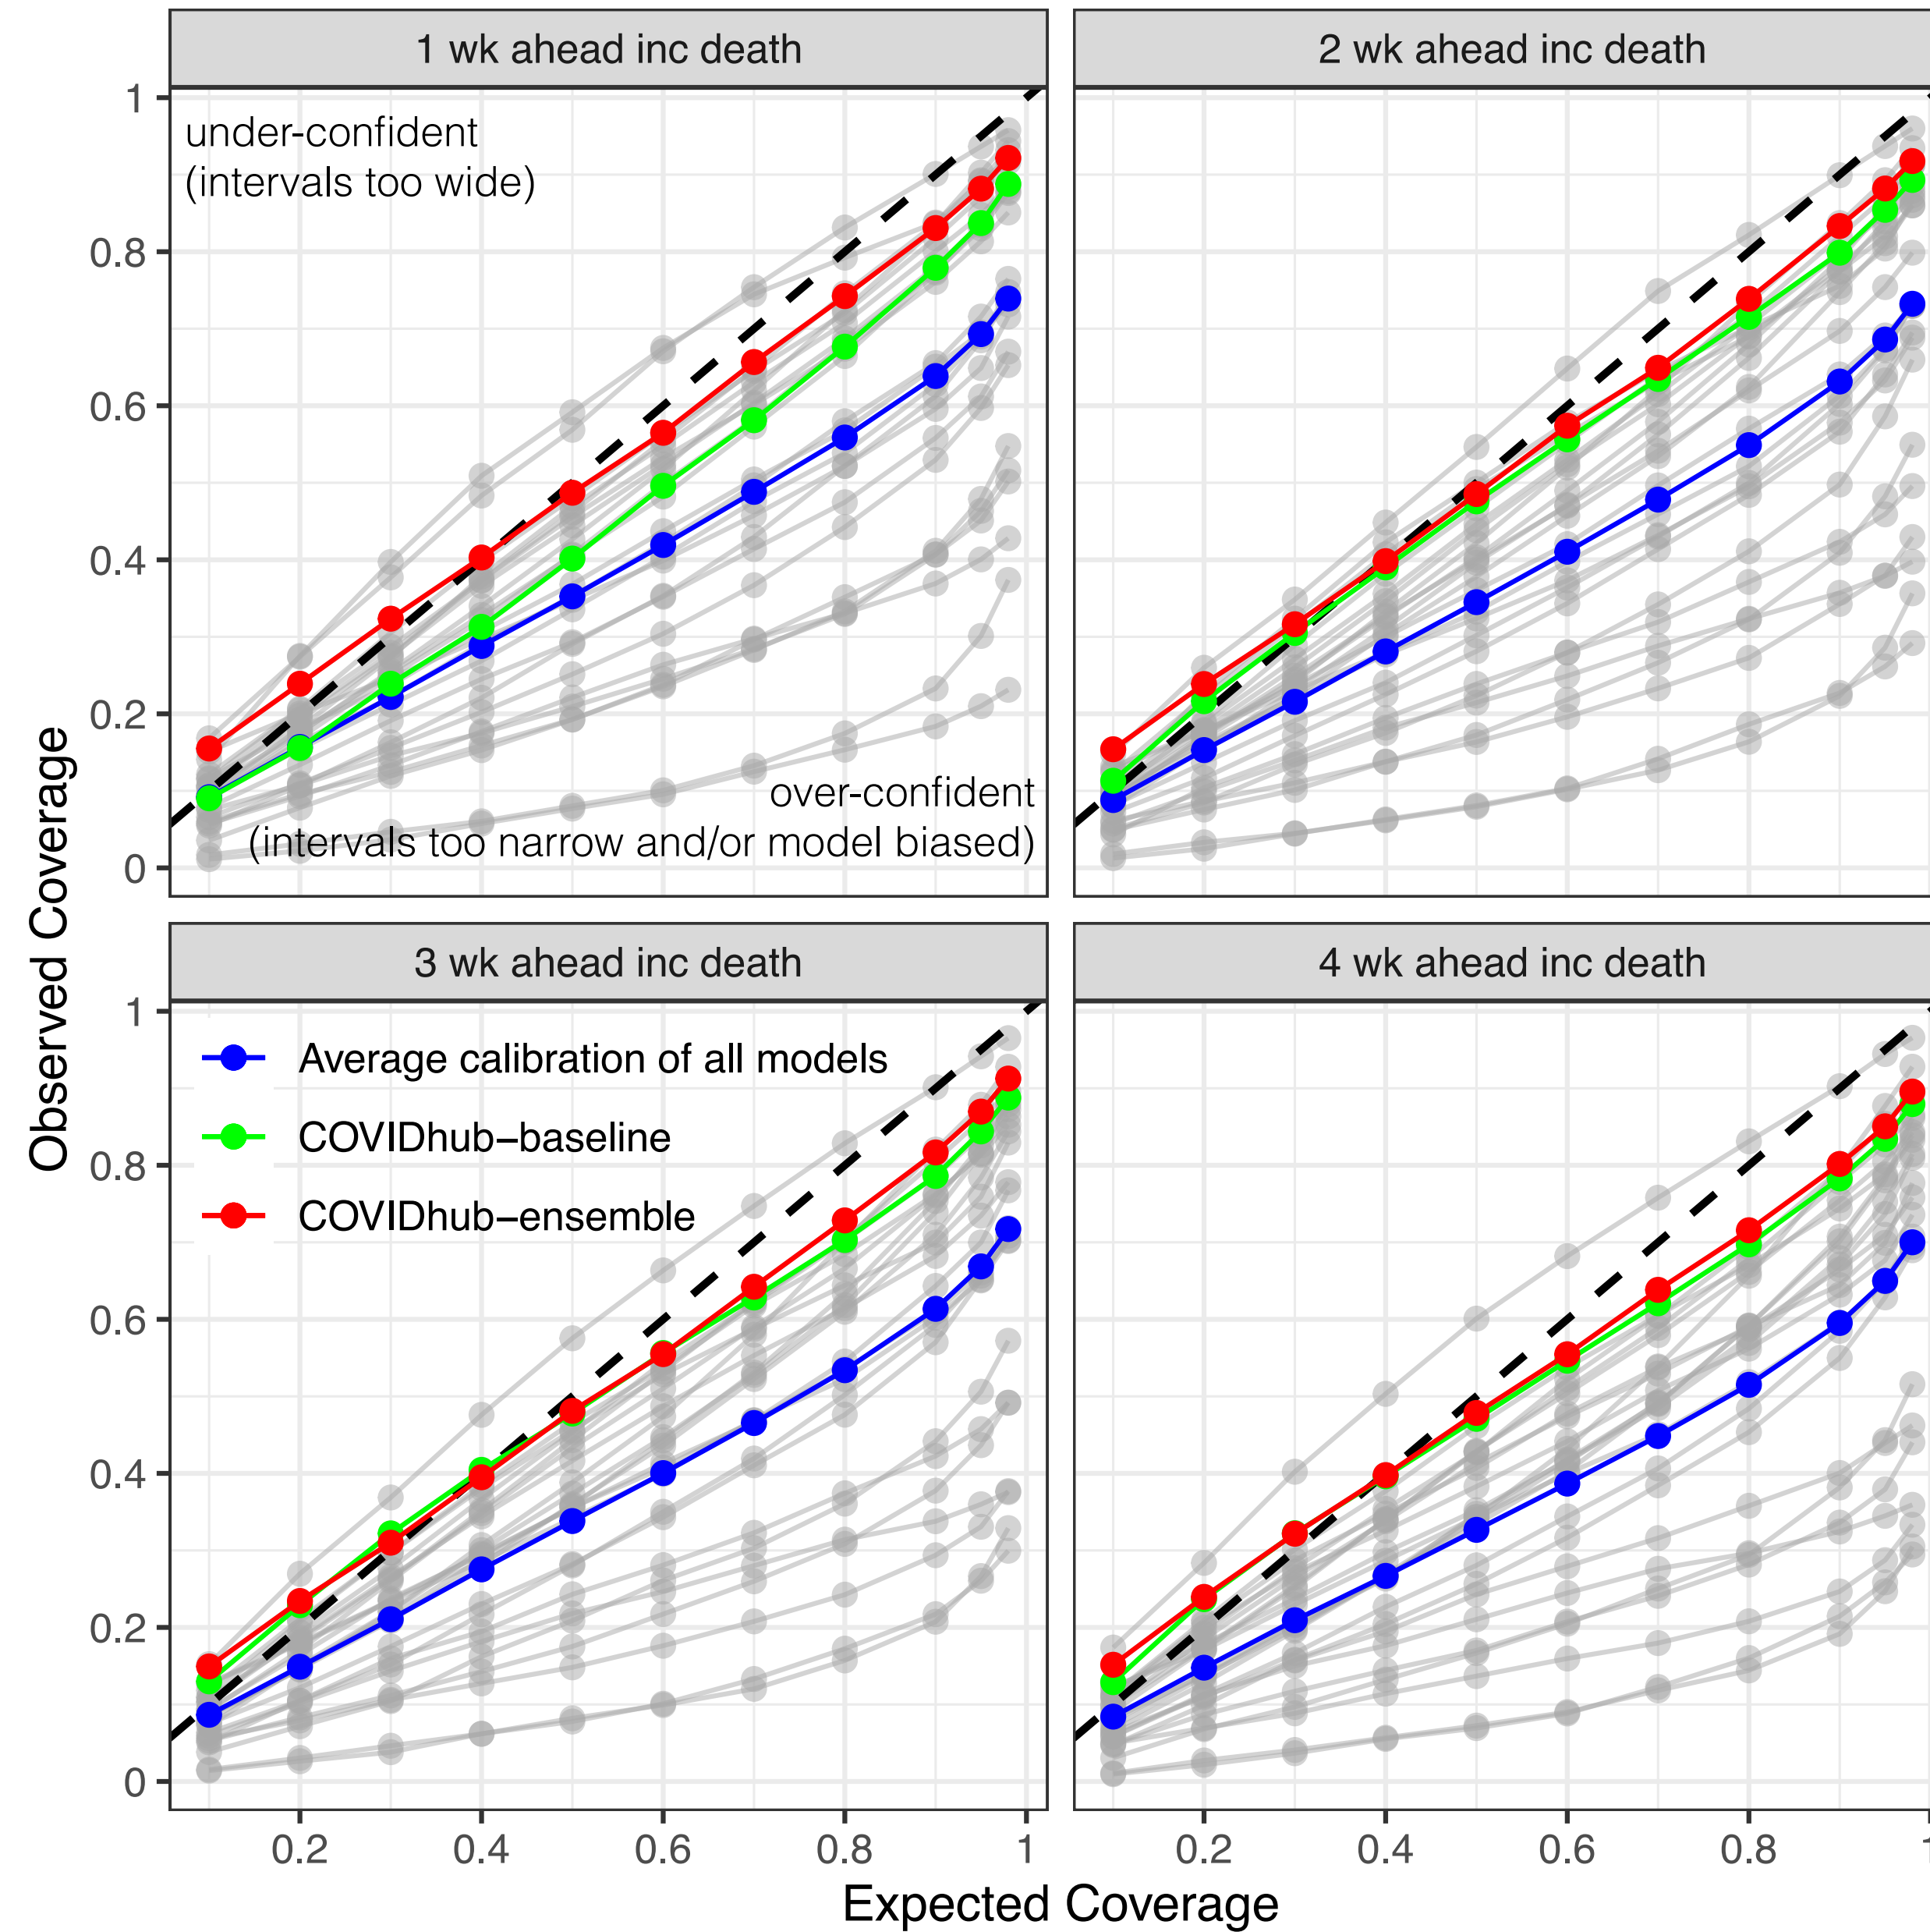 1 wk ahead inc death
2 wk ahead inc death
1
0.8
0.6
0.4
0.2
0
under-confident
(intervals too wide)
over-confident
(intervals too narrow and/or model biased)
Observed Coverage
3 wk ahead inc death
4 wk ahead inc death
1
0.8
0.6
0.4
0.2
0
Average calibration of all models
COVIDhub−baseline
COVIDhub−ensemble
0.2 0.4 0.6 0.8 1
0.2 0.4 0.6 0.8
Expected Coverage